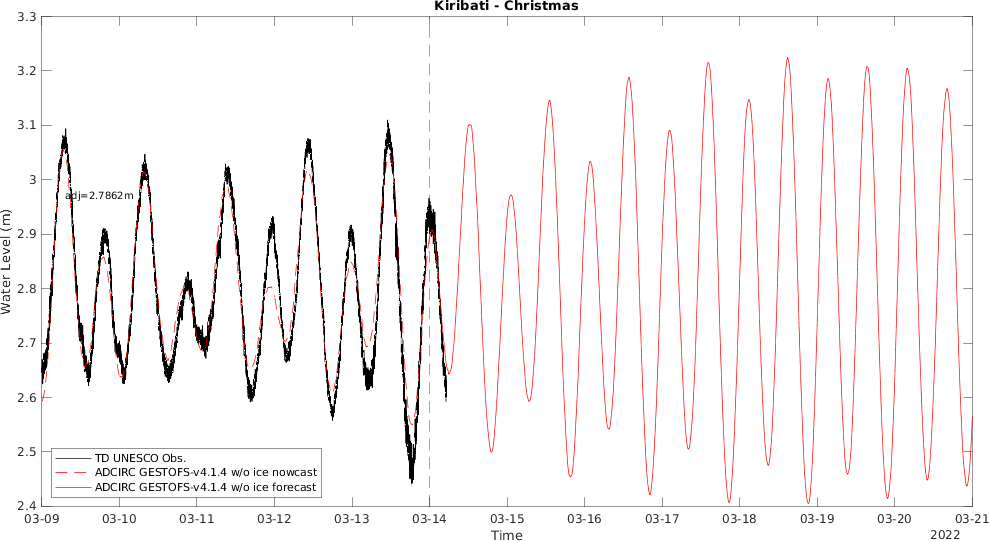 Kiribati - Christmas
3.3
3.2
3.1
3
2.9
2.8
2.7
2.6
2.5
2.4
Water Level (m)
adj=2.7862m
TD UNESCO Obs.
ADCIRC GESTOFS-v4.1.4 w/o ice nowcast
ADCIRC GESTOFS-v4.1.4 w/o ice forecast
03-09 03-10 03-11 03-12 03-13 03-14 03-15 03-16 03-17 03-18 03-19 03-20 03-21
Time
2022